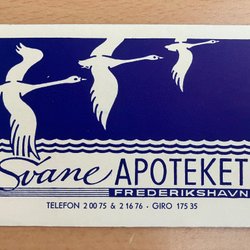 Svane APOTEKET
FREDERIKSHAVN
TELEFON 2 00 75 & 2 16 76 - GIRO 175 35